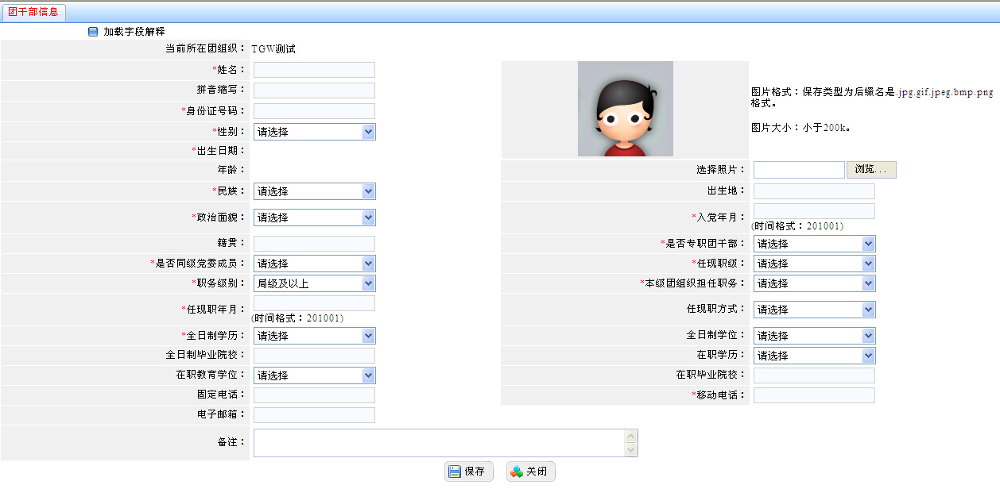 团干部信息
加载字段解释
当前所在团组织： TGW测试
*姓名：
拼音缩写：
图片格式：保存类型为后缀名是.jpg.gif.jpeg.bmp.png
格式。
*身份证号码：
图片大小：小于200k。
*性别： 请选择
*出生日期：
年龄： 选择照片： 浏览...
*民族： 请选择 出生地：
*政治面貌： 请选择 *入党年月：
(时间格式：201001)
籍贯： *是否专职团干部： 请选择
*是否同级党委成员： 请选择 *任现职级： 请选择
*职务级别： 局级及以上 *本级团组织担任职务： 请选择
*任现职年月： 任现职方式： 请选择
(时间格式：201001)
*全日制学历： 请选择 全日制学位： 请选择
全日制毕业院校： 在职学历： 请选择
在职教育学位： 请选择 在职毕业院校：
固定电话： *移动电话：
电子邮箱：
备注：
保存 关闭